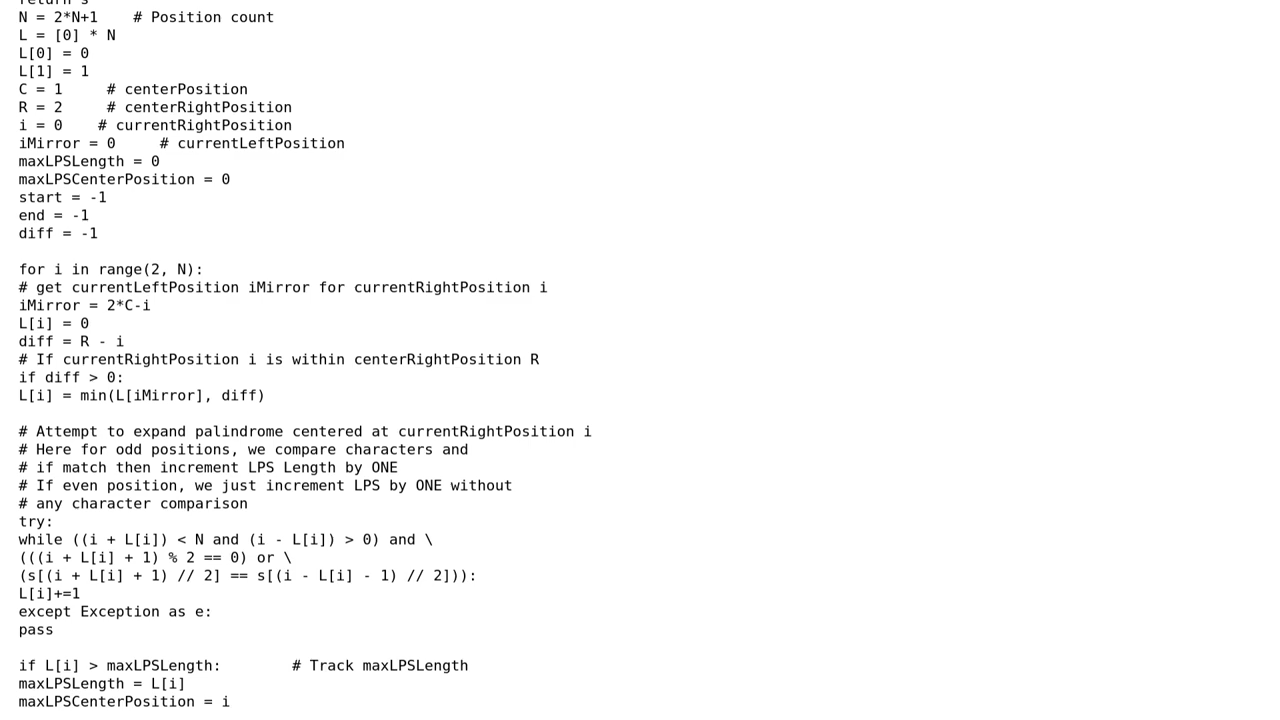 return s
N = 2*N+1    # Position count
L = [0] * N
L[0] = 0
L[1] = 1
C = 1     # centerPosition
R = 2     # centerRightPosition
i = 0    # currentRightPosition
iMirror = 0     # currentLeftPosition
maxLPSLength = 0
maxLPSCenterPosition = 0
start = -1
end = -1
diff = -1
for i in range(2, N):
# get currentLeftPosition iMirror for currentRightPosition i
iMirror = 2*C-i
L[i] = 0
diff = R - i
# If currentRightPosition i is within centerRightPosition R
if diff > 0:
L[i] = min(L[iMirror], diff)
# Attempt to expand palindrome centered at currentRightPosition i
# Here for odd positions, we compare characters and
# if match then increment LPS Length by ONE
# If even position, we just increment LPS by ONE without
# any character comparison
try:
while ((i + L[i]) < N and (i - L[i]) > 0) and \
(((i + L[i] + 1) % 2 == 0) or \
(s[(i + L[i] + 1) // 2] == s[(i - L[i] - 1) // 2])):
L[i]+=1
except Exception as e:
pass
if L[i] > maxLPSLength:        # Track maxLPSLength
maxLPSLength = L[i]
maxLPSCenterPosition = i